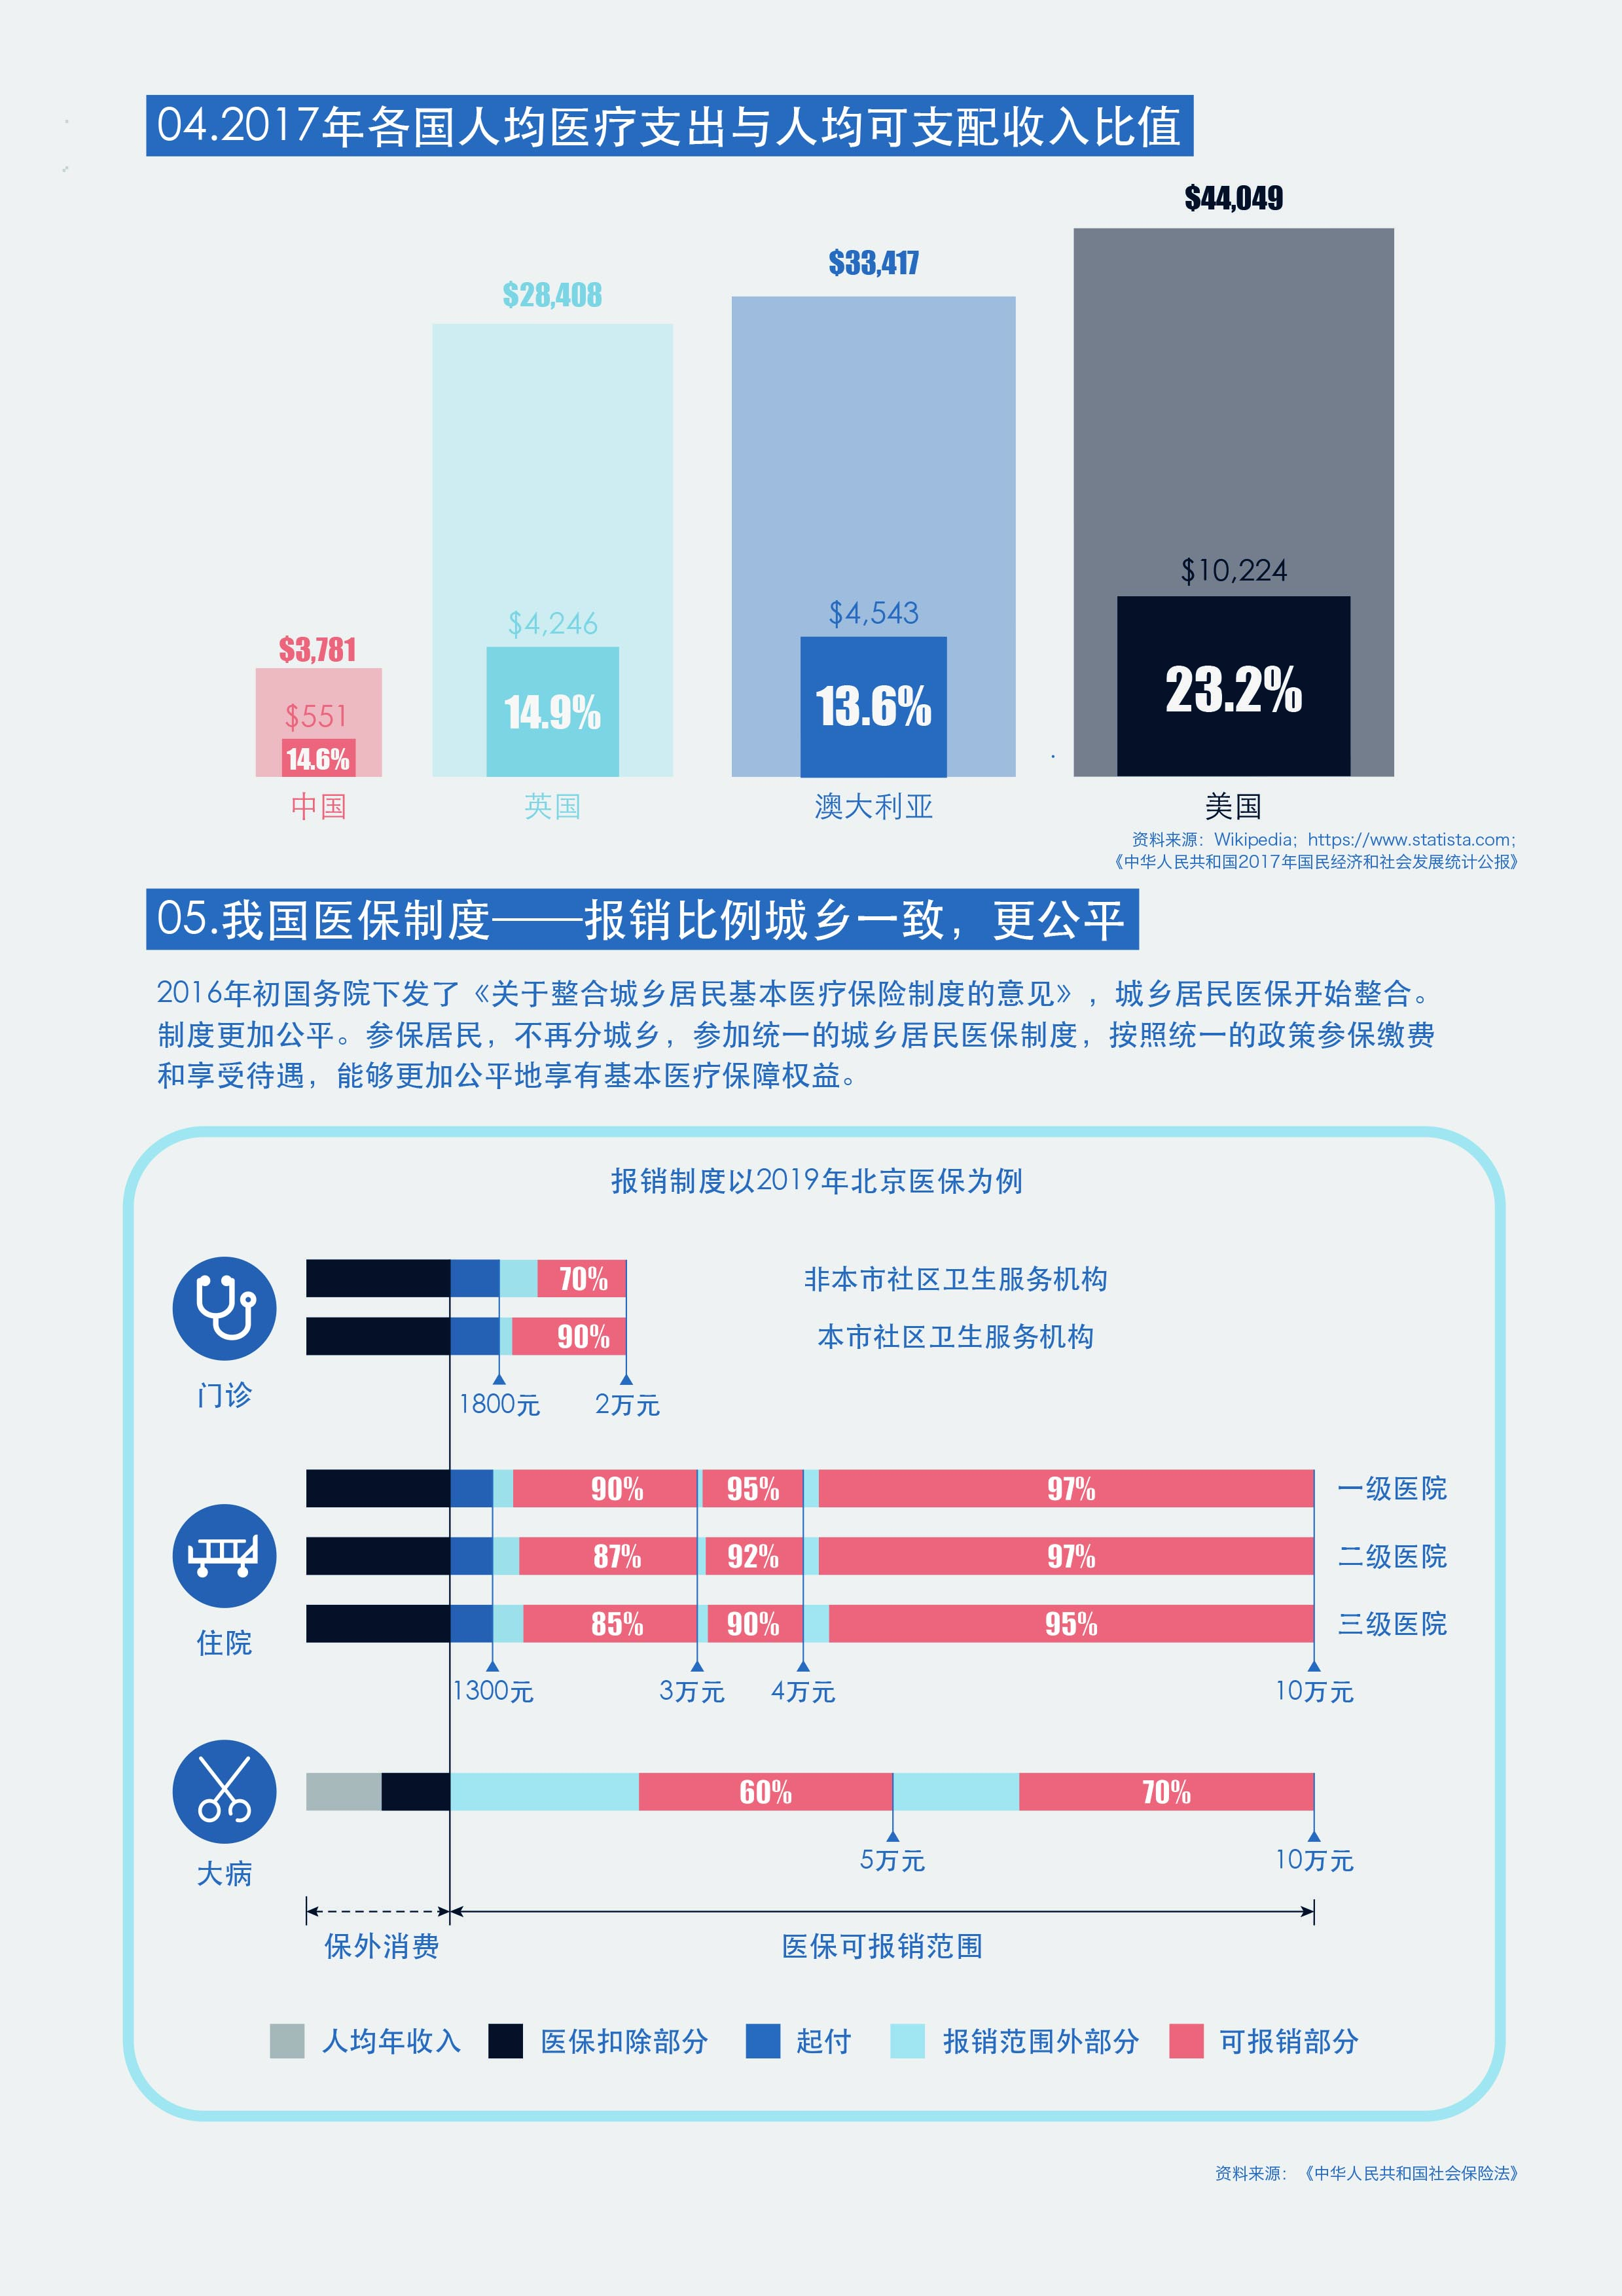 04.2017年各国人均医疗支出与人均可支配收入比值
$44,049
$33,417
$28,408
$10,224
$4,543
$4,246
$3,781
23.2%
13.6%
14.9%
$551
14.6%
中国
英国
澳大利亚
美国
资料来源：Wikipedia；https://www.statista.com；
《中华人民共和国2017年国民经济和社会发展统计公报》
05.我国医保制度——报销比例城乡一致，更公平
2016年初国务院下发了《关于整合城乡居民基本医疗保险制度的意见》，城乡居民医保开始整合。
制度更加公平。参保居民，不再分城乡，参加统一的城乡居民医保制度，按照统一的政策参保缴费
和享受待遇，能够更加公平地享有基本医疗保障权益。
报销制度以2019年北京医保为例
70% 非本市社区卫生服务机构
90% 本市社区卫生服务机构
门诊
1800元 2万元
90% 95% 97% 一级医院
87% 92% 97% 二级医院
85% 90% 95% 三级医院
住院
1300元 3万元 4万元 10万元
60% 70%
大病
5万元 10万元
保外消费 医保可报销范围
人均年收入 医保扣除部分 起付 报销范围外部分 可报销部分
资料来源：《中华人民共和国社会保险法》